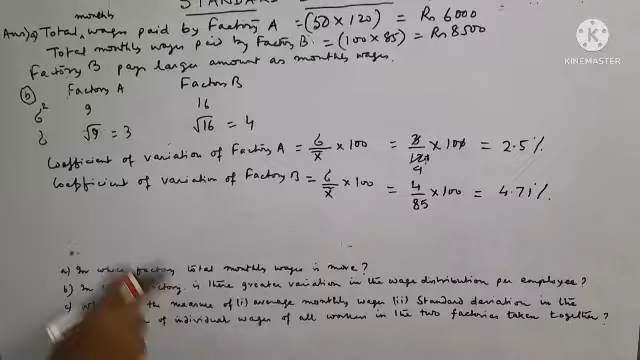 STANDARD
monthly
Ans)a) Total, wages paid by Factory A = (50 x 120) = Rs 6000
Total monthly wages paid by Factory B = (100 x 85) = Rs 8500
Factory B pays larger amount as monthly wages.
KINEMASTER
(b) Factory A Factory B
σ² 9 16
σ √9 = 3 √16 = 4
Coefficient of variation of Factory A = σ/x̄ x 100 = 3/120 x 100 = 2.5%
4
Coefficient of variation of Factory B = σ/x̄ x 100 = 4/85 x 100 = 4.71%
a) In which factory total monthly wages is more?
b) In factory is there greater variation in the wage distribution per employee?
c) the measure of (i) average monthly wages (ii) standard deviation in the
of individual wages of all workers in the two factories taken together?